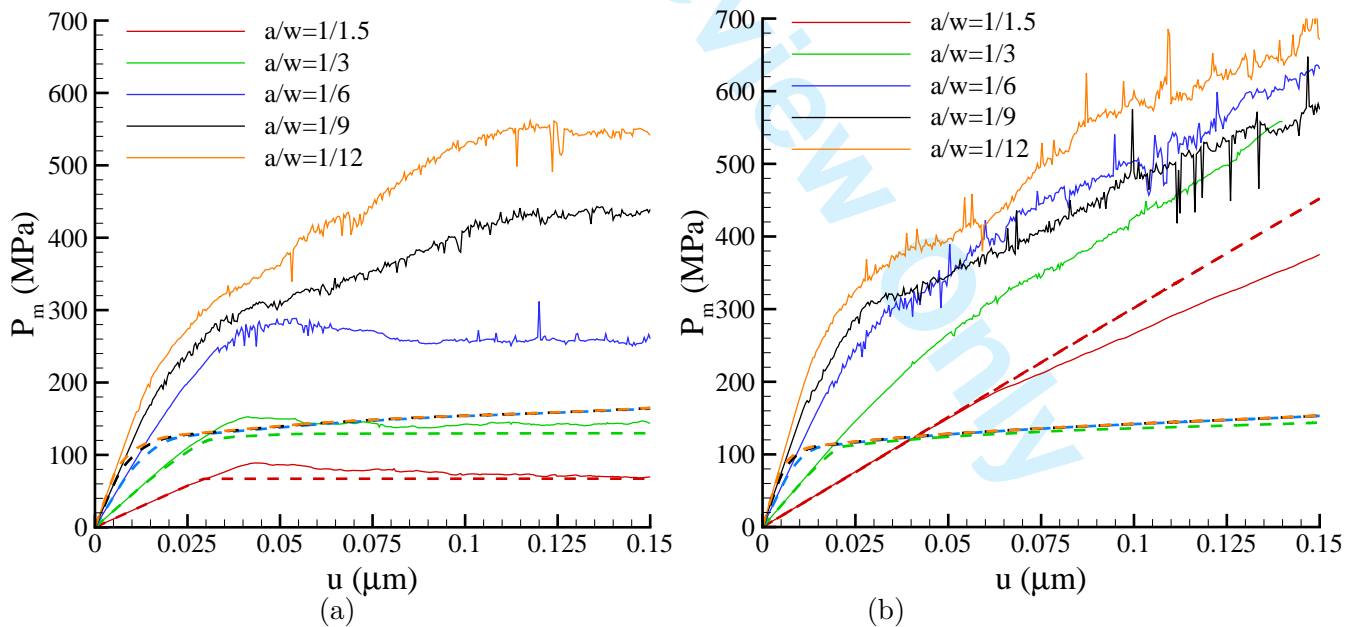 view Only
700
600
500
400
300
200
100
0
P_m (MPa)
a/w=1/1.5
a/w=1/3
a/w=1/6
a/w=1/9
a/w=1/12
0 0.025 0.05 0.075 0.1 0.125 0.15
u (μm)
(a)
700
600
500
400
300
200
100
0
P_m (MPa)
a/w=1/1.5
a/w=1/3
a/w=1/6
a/w=1/9
a/w=1/12
0 0.025 0.05 0.075 0.1 0.125 0.15
u (μm)
(b)